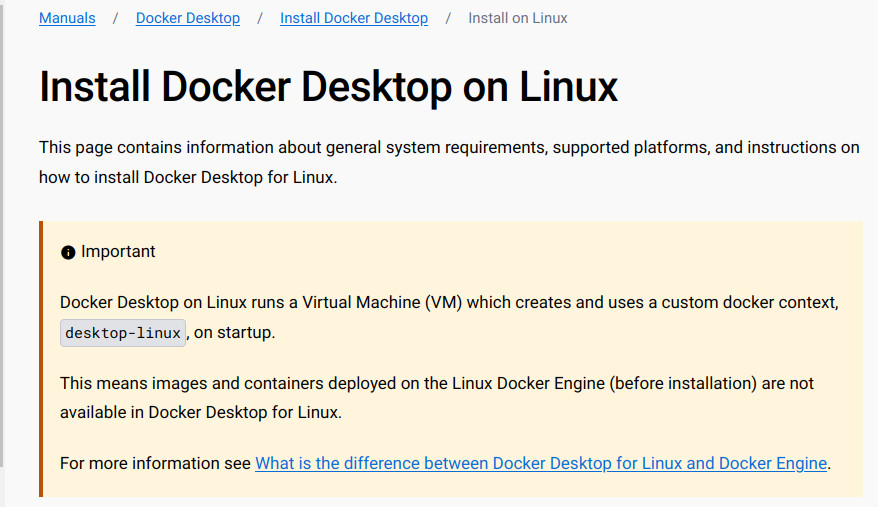 Manuals / Docker Desktop / Install Docker Desktop / Install on Linux
Install Docker Desktop on Linux
This page contains information about general system requirements, supported platforms, and instructions on
how to install Docker Desktop for Linux.
Important
Docker Desktop on Linux runs a Virtual Machine (VM) which creates and uses a custom docker context,
desktop-linux, on startup.
This means images and containers deployed on the Linux Docker Engine (before installation) are not
available in Docker Desktop for Linux.
For more information see What is the difference between Docker Desktop for Linux and Docker Engine.